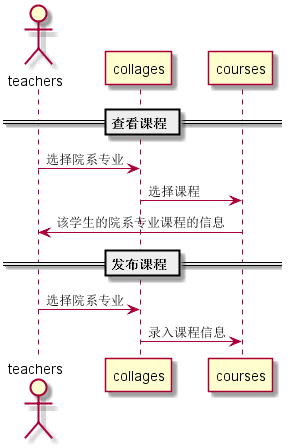 teachers
collages
courses
查看课程
选择院系专业
选择课程
该学生的院系专业课程的信息
发布课程
选择院系专业
录入课程信息
teachers
collages
courses